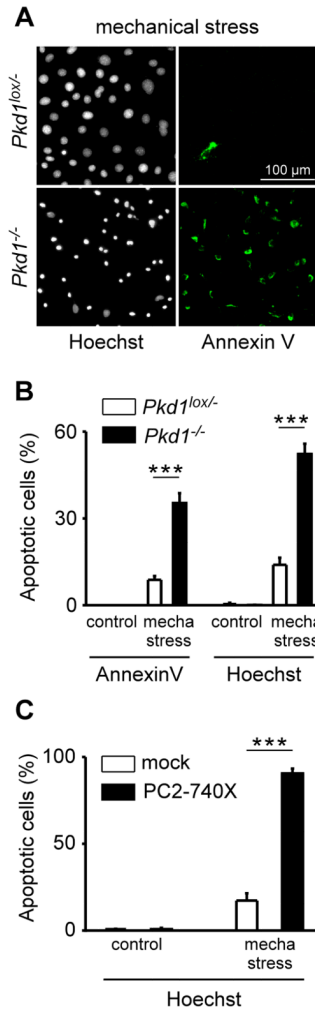 A
mechanical stress
Pkd1lox/-
100 µm
Pkd1-/-
Hoechst Annexin V
B
Pkd1lox/-
Pkd1-/-
Apoptotic cells (%)
60
30
0
***
***
control mecha stress control mecha stress
AnnexinV Hoechst
C
mock
PC2-740X
Apoptotic cells (%)
100
50
0
***
control mecha stress
Hoechst